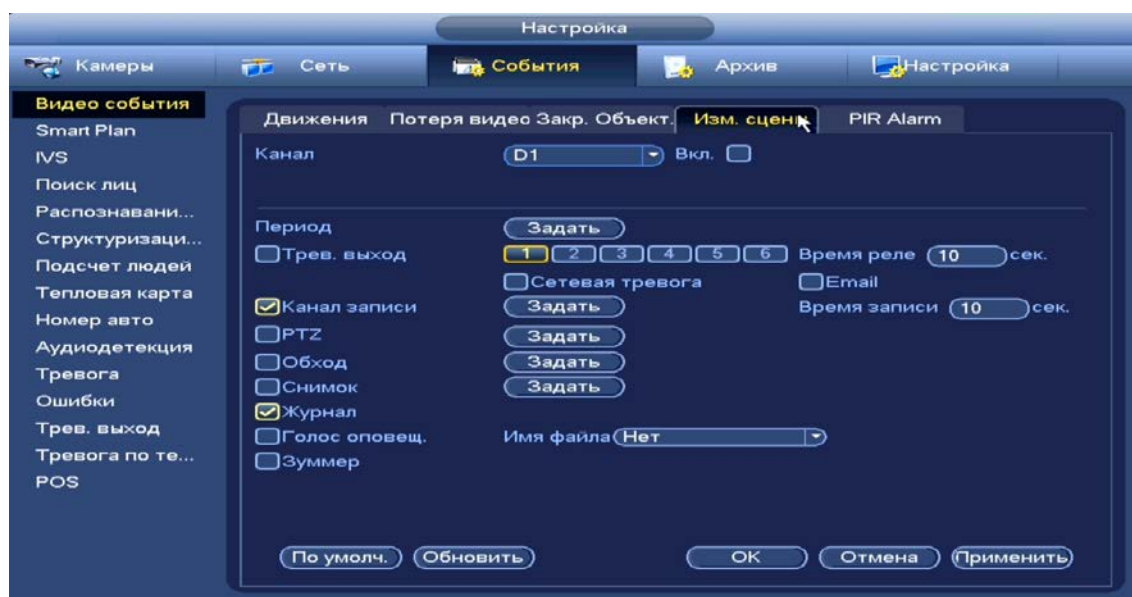 Настройка
Камеры Сеть События Архив Настройка
Видео события
Smart Plan
IVS
Поиск лиц
Распознавани...
Структуризаци...
Подсчет людей
Тепловая карта
Номер авто
Аудиодетекция
Тревога
Ошибки
Трев. выход
Тревога по те...
POS
Движения Потеря видео Закр. Объект. Изм. сцены PIR Alarm
Канал D1 Вкл.
Период Задать
Трев. выход 1 2 3 4 5 6 Время реле 10 сек.
Сетевая тревога Email
Канал записи Задать Время записи 10 сек.
PTZ Задать
Обход Задать
Снимок Задать
Журнал
Голос оповещ. Имя файла Нет
Зуммер
По умолч. Обновить ОК Отмена Применить